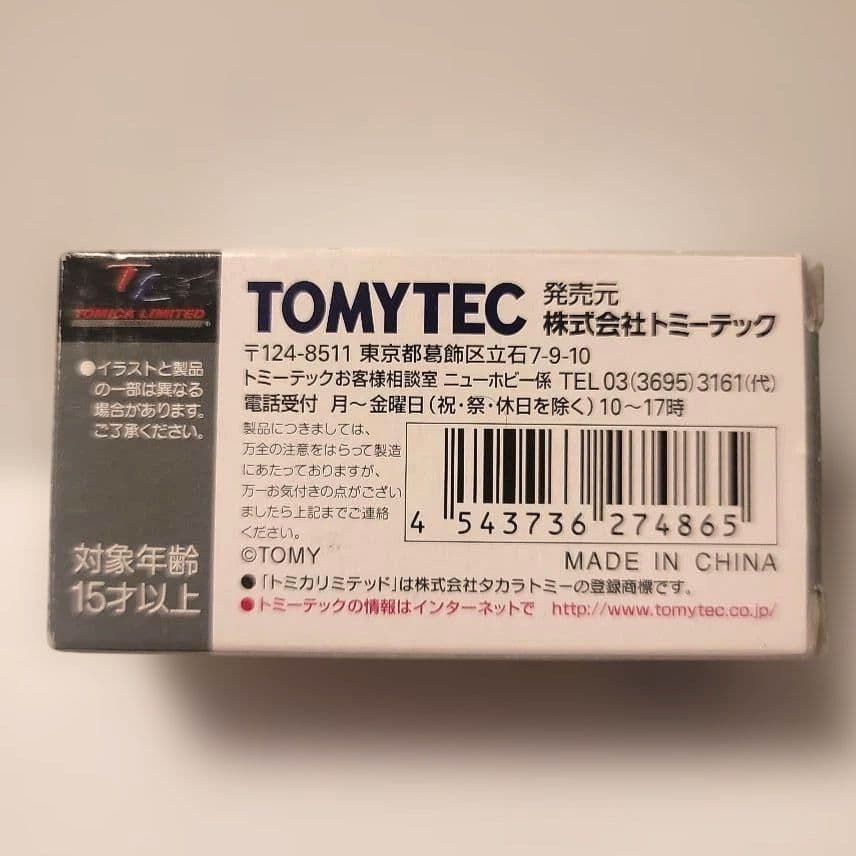 TL
TOMICA LIMITED
●イラストと製品
の一部は異なる
場合があります。
ご了承ください。
対象年齢
15才以上
TOMYTEC 発売元
株式会社トミーテック
〒124-8511 東京都葛飾区立石7-9-10
トミーテックお客様相談室 ニューホビー係 TEL 03(3695)3161(代)
電話受付 月〜金曜日(祝・祭・休日を除く)10〜17時
製品につきましては、
万全の注意をはらって製造
にあたっておりますが、
万一お気付きの点がござい
ましたら上記までご連絡
ください。
4 543736 274865
©TOMY
MADE IN CHINA
●「トミカリミテッド」は株式会社タカラトミーの登録商標です。
●トミーテックの情報はインターネットで http://www.tomytec.co.jp/